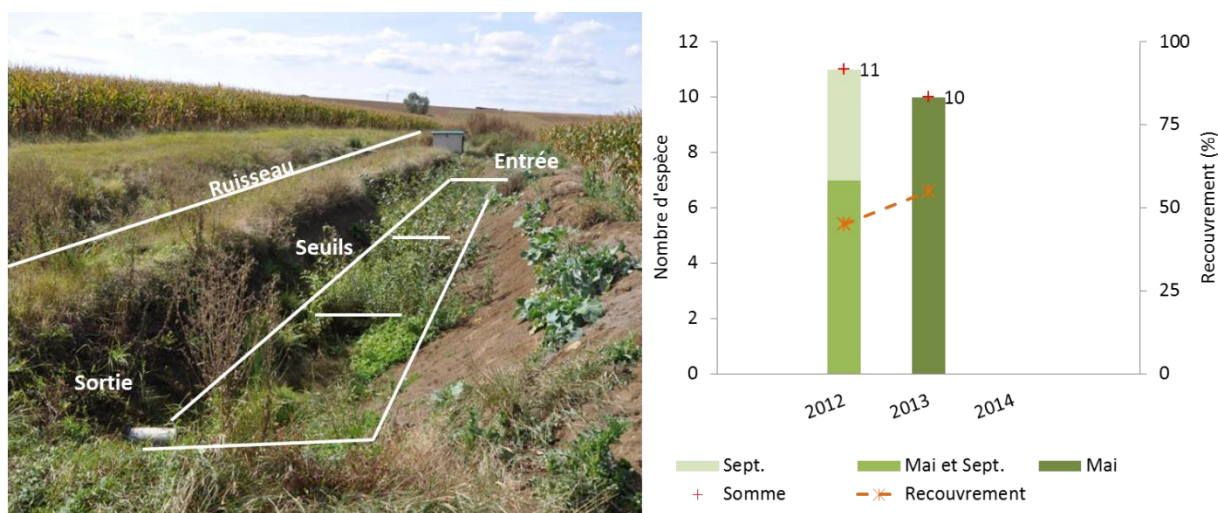 Ruisseau
Entrée
Seuils
Sortie
12
10
8
6
4
2
0
Nombre d'espèce
11
10
100
75
50
25
0
Recouvrement (%)
2012
2013
2014
Sept.
Mai et Sept.
Mai
Somme
Recouvrement